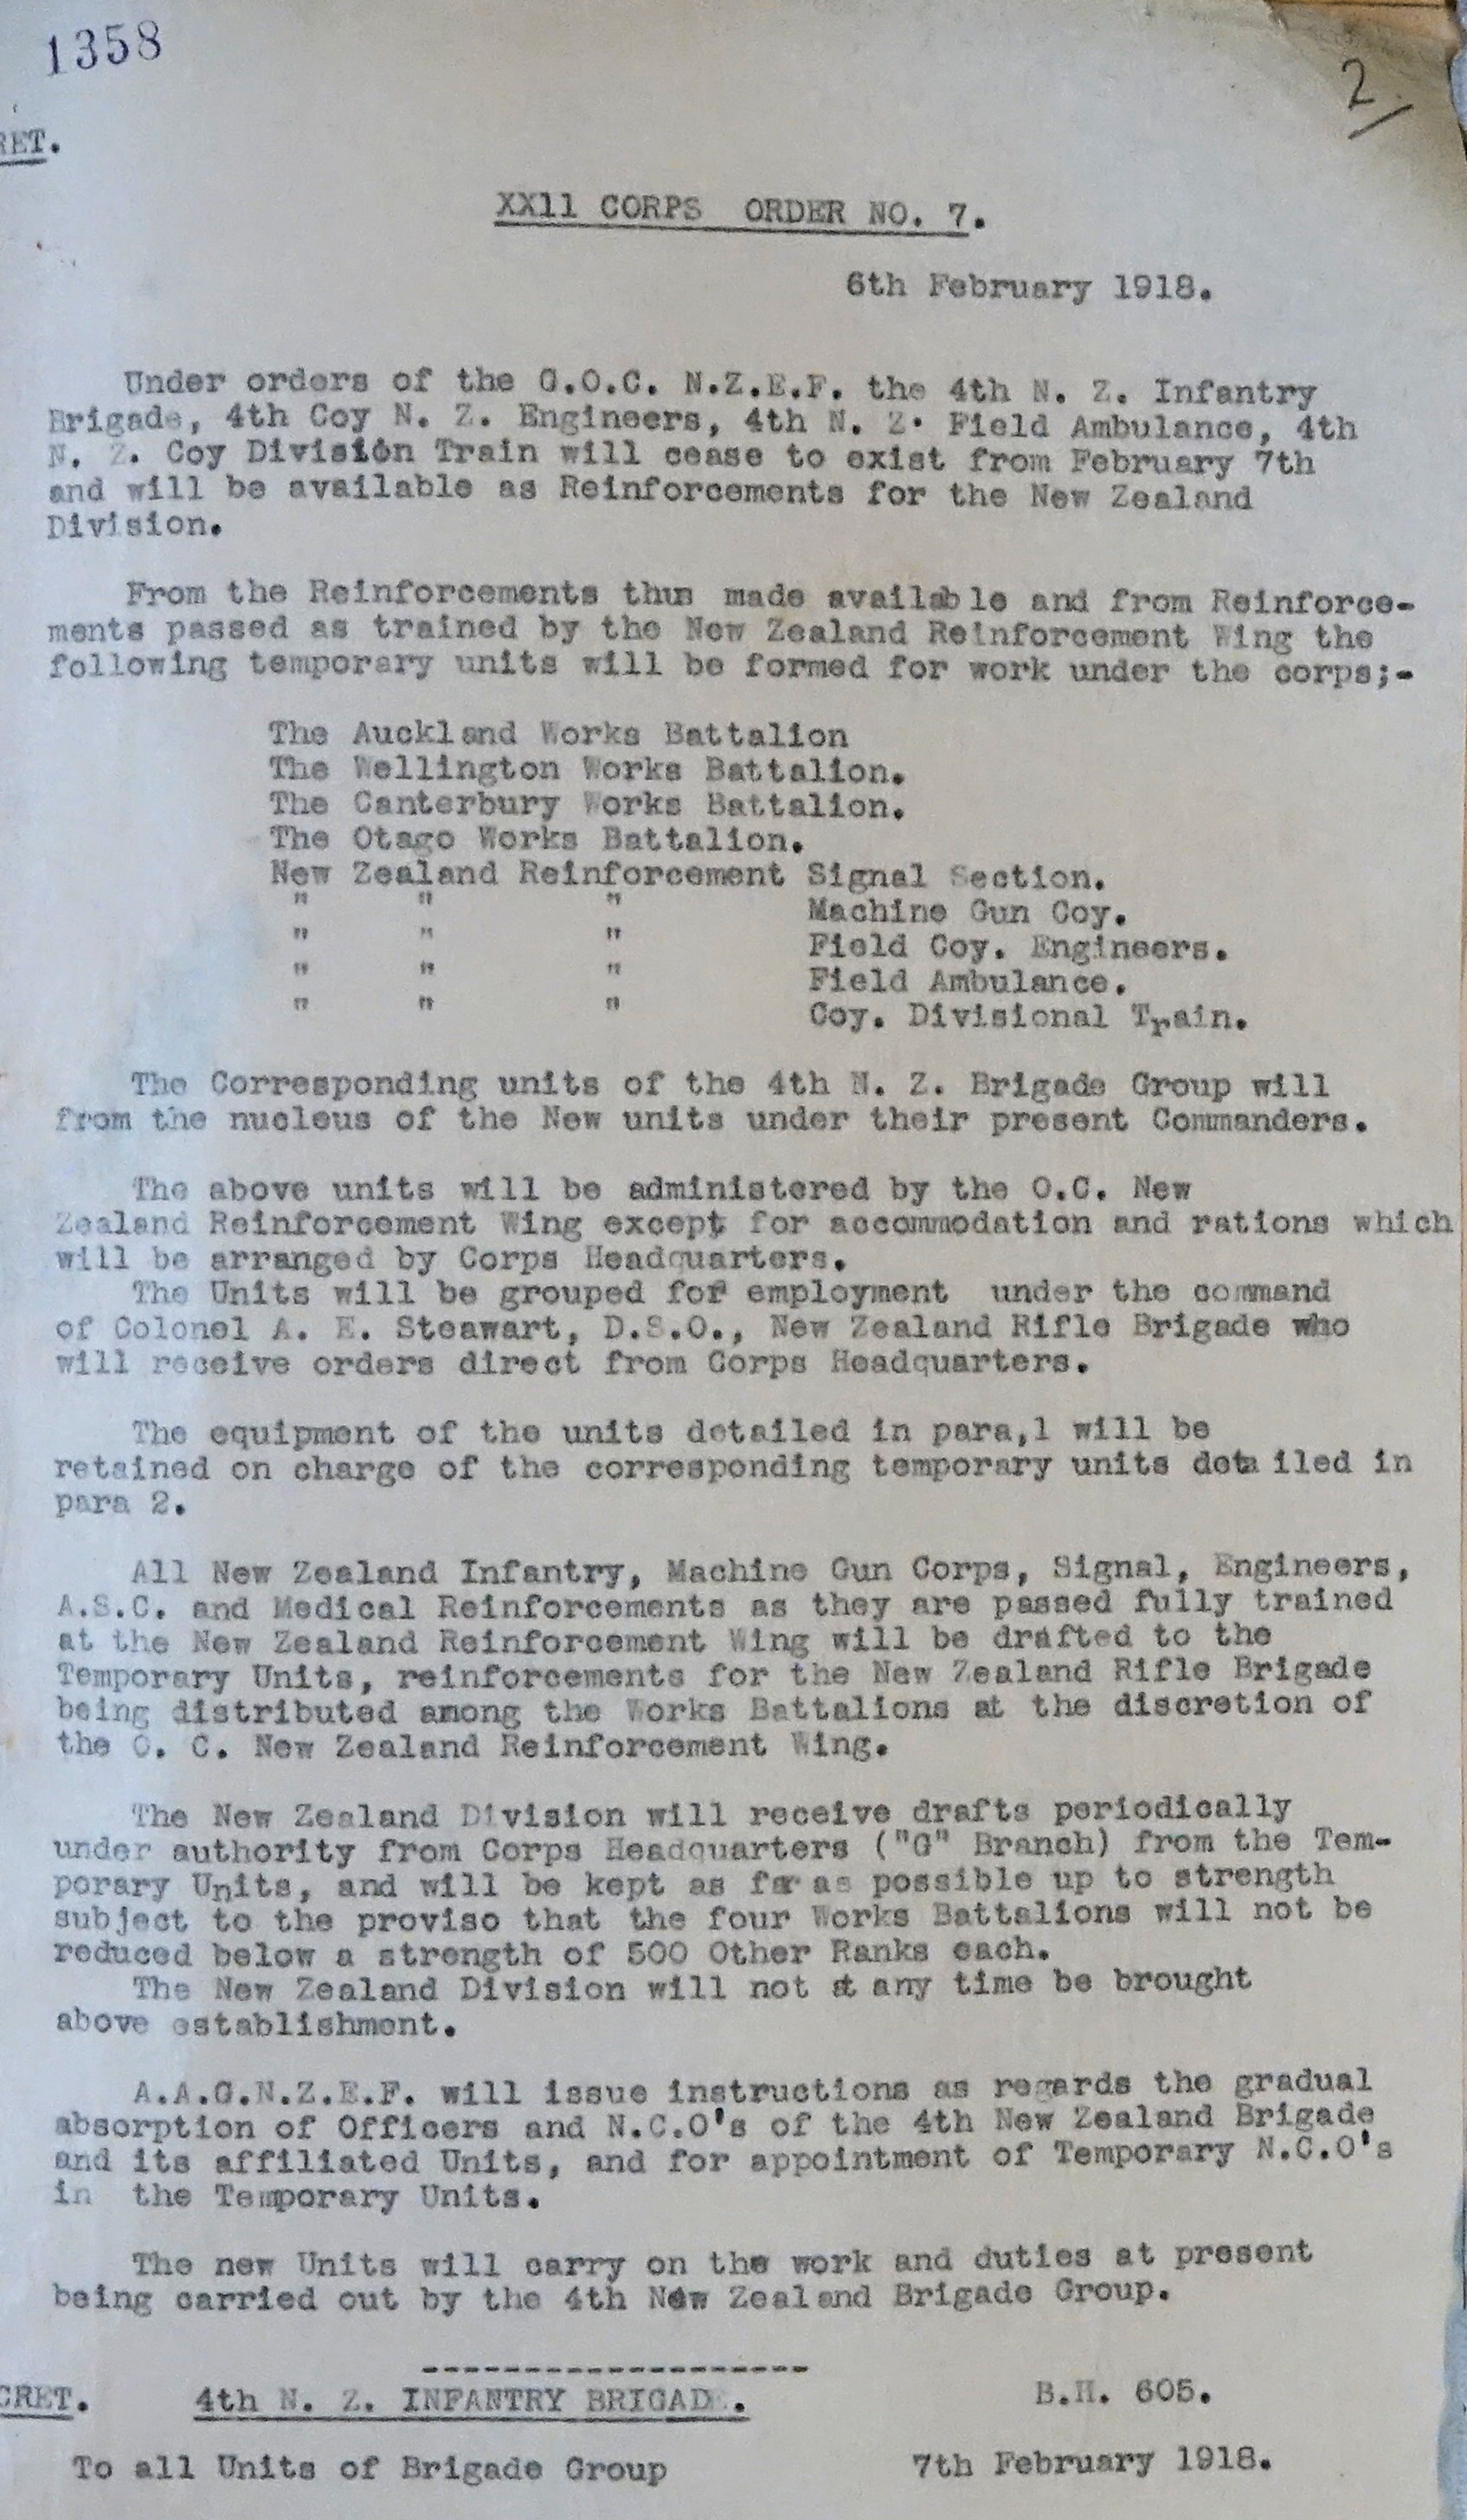 1358
2/
RET.
XX11 CORPS ORDER NO. 7.
6th February 1918.
Under orders of the G.O.C. N.Z.E.F. the 4th N. Z. Infantry
Brigade, 4th Coy N. Z. Engineers, 4th N. Z. Field Ambulance, 4th
N. Z. Coy Division Train will cease to exist from February 7th
and will be available as Reinforcements for the New Zealand
Division.
From the Reinforcements thus made available and from Reinforce-
ments passed as trained by the New Zealand Reinforcement Wing the
following temporary units will be formed for work under the corps;-
The Auckland Works Battalion
The Wellington Works Battalion.
The Canterbury Works Battalion.
The Otago Works Battalion.
New Zealand Reinforcement Signal Section.
" " " Machine Gun Coy.
" " " Field Coy. Engineers.
" " " Field Ambulance.
" " " Coy. Divisional Train.
The Corresponding units of the 4th N. Z. Brigade Group will
from the nucleus of the New units under their present Commanders.
The above units will be administered by the O.C. New
Zealand Reinforcement Wing except for accommodation and rations which
will be arranged by Corps Headquarters.
The Units will be grouped for employment under the command
of Colonel A. E. Steawart, D.S.O., New Zealand Rifle Brigade who
will receive orders direct from Corps Headquarters.
The equipment of the units detailed in para,1 will be
retained on charge of the corresponding temporary units deta iled in
para 2.
All New Zealand Infantry, Machine Gun Corps, Signal, Engineers,
A.S.C. and Medical Reinforcements as they are passed fully trained
at the New Zealand Reinforcement Wing will be drafted to the
Temporary Units, reinforcements for the New Zealand Rifle Brigade
being distributed among the Works Battalions at the discretion of
the O. C. New Zealand Reinforcement Wing.
The New Zealand Division will receive drafts periodically
under authority from Corps Headquarters ("G" Branch) from the Tem-
porary Units, and will be kept as far as possible up to strength
subject to the proviso that the four Works Battalions will not be
reduced below a strength of 500 Other Ranks each.
The New Zealand Division will not at any time be brought
above establishment.
A.A.G.N.Z.E.F. will issue instructions as regards the gradual
absorption of Officers and N.C.O's of the 4th New Zealand Brigade
and its affiliated Units, and for appointment of Temporary N.C.O's
in the Temporary Units.
The new Units will carry on the work and duties at present
being carried out by the 4th New Zealand Brigade Group.
-------------------
CRET. 4th N. Z. INFANTRY BRIGADE. B.H. 605.
To all Units of Brigade Group 7th February 1918.